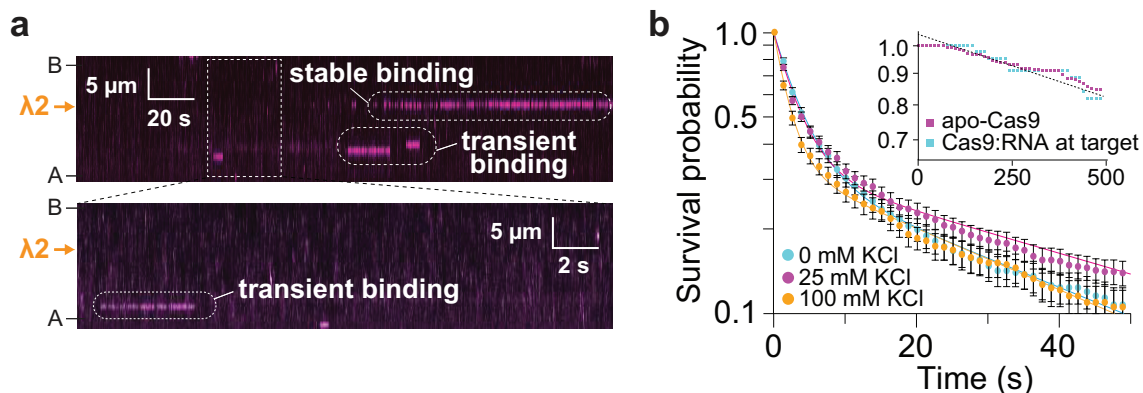 a
B
5 µm
20 s
λ2
A
stable binding
transient
binding
B
λ2
A
5 µm
2 s
transient binding
b
Survival probability
1.0
0.5
0.1
0
20
40
Time (s)
0 mM KCl
25 mM KCl
100 mM KCl
1.0
0.9
0.8
0.7
apo-Cas9
Cas9:RNA at target
0
250
500